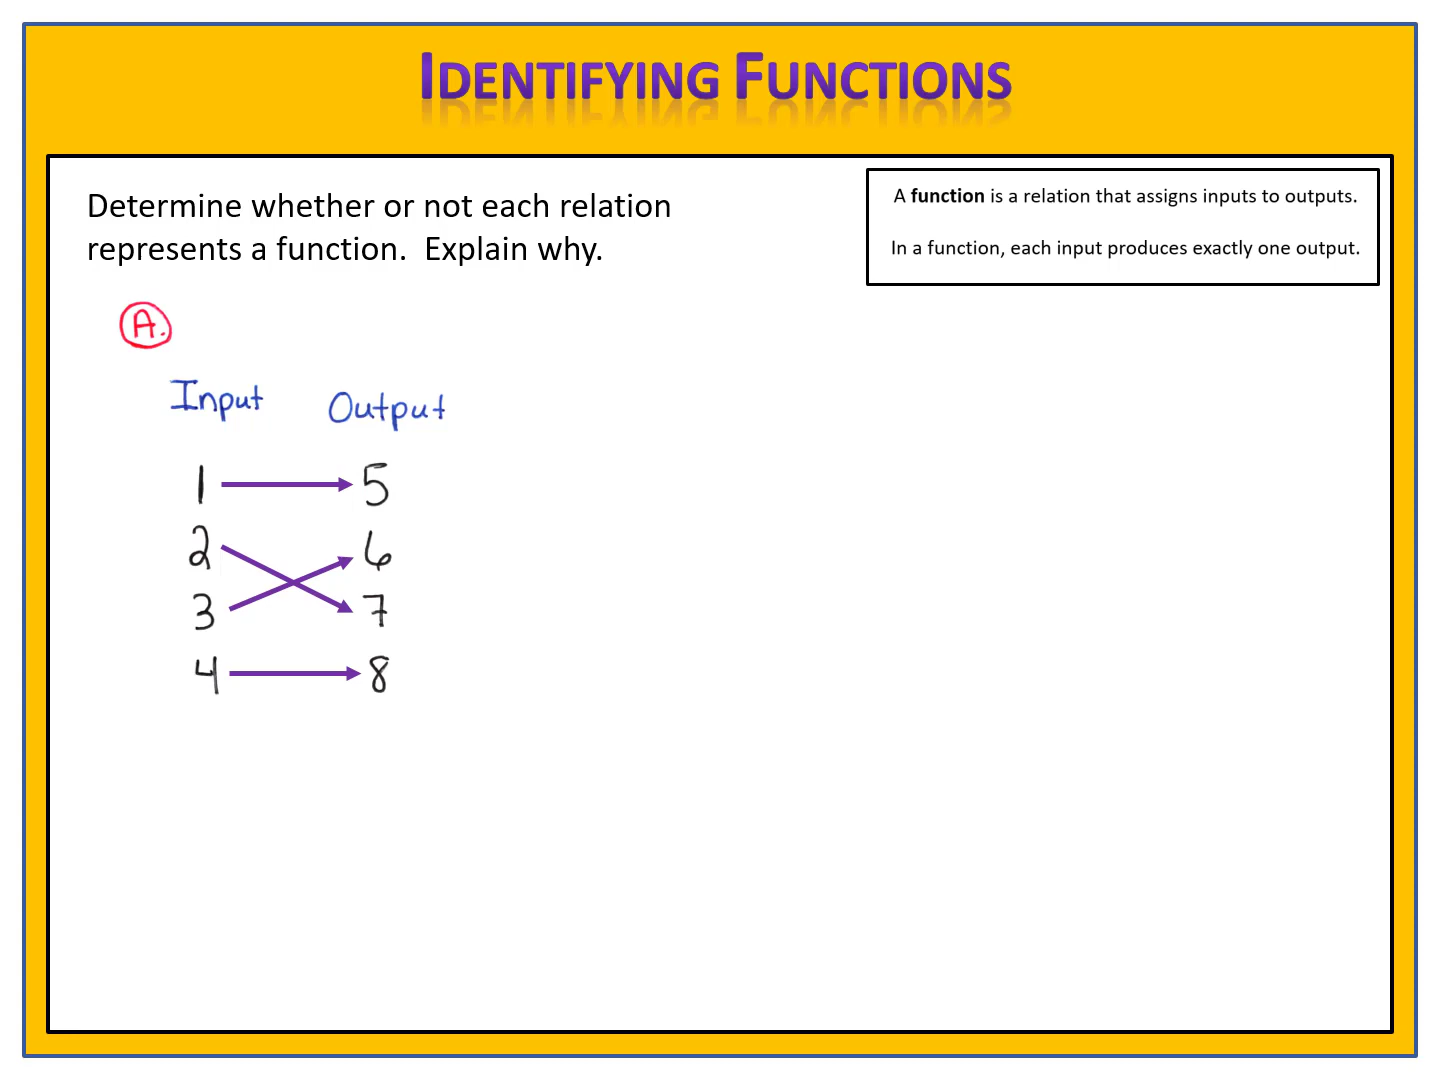 IDENTIFYING FUNCTIONS
Determine whether or not each relation
represents a function.  Explain why.
A function is a relation that assigns inputs to outputs.
In a function, each input produces exactly one output.
A.
Input Output
1 5
2 6
3 7
4 8